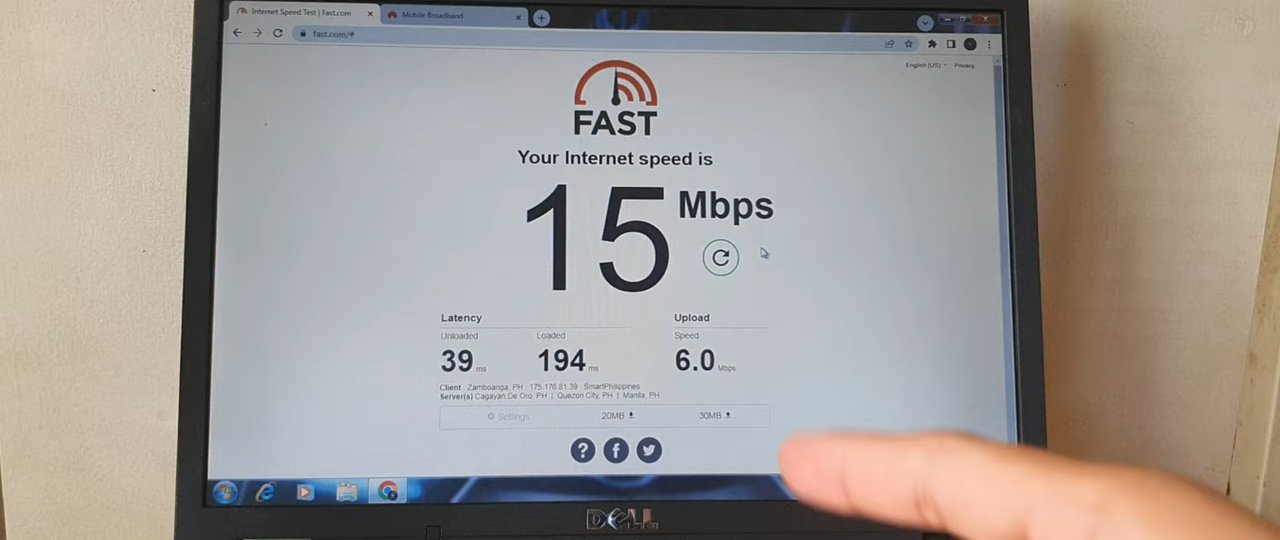 Internet Speed Test | Fast.com
Mobile Broadband
fast.com/#
English (US)
Privacy
FAST
Your Internet speed is
15 Mbps
Latency
Upload
Unloaded
Loaded
Speed
39 ms
194 ms
6.0 Mbps
Client Zamboanga, PH 175.176.81.39 SmartPhilippines
Server(s) Cagayan De Oro, PH | Quezon City, PH | Manila, PH
Settings
20MB
30MB
?
f
DELL